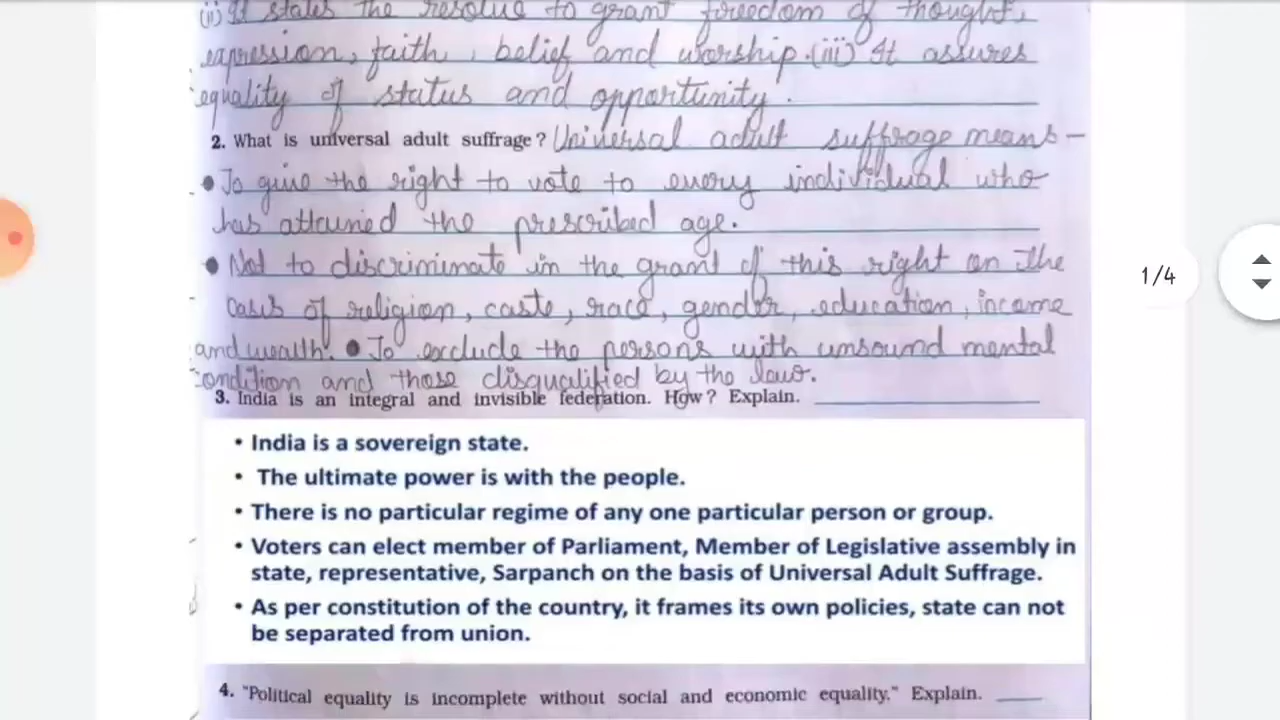 (ii) It states the resolve to grant freedom of thought,
expression, faith, belief and worship. (iii) It assures
equality of status and opportunity.
2. What is universal adult suffrage? Universal adult suffrage means –
• To give the right to vote to every individual who
has attained the prescribed age.
• Not to discriminate in the grant of this right on the
basis of religion, caste, race, gender, education, income
and wealth. • To exclude the persons with unsound mental
condition and those disqualified by the law.
3. India is an integral and invisible federation. How? Explain.
• India is a sovereign state.
• The ultimate power is with the people.
• There is no particular regime of any one particular person or group.
• Voters can elect member of Parliament, Member of Legislative assembly in
state, representative, Sarpanch on the basis of Universal Adult Suffrage.
• As per constitution of the country, it frames its own policies, state can not
be separated from union.
4. "Political equality is incomplete without social and economic equality." Explain.
1/4